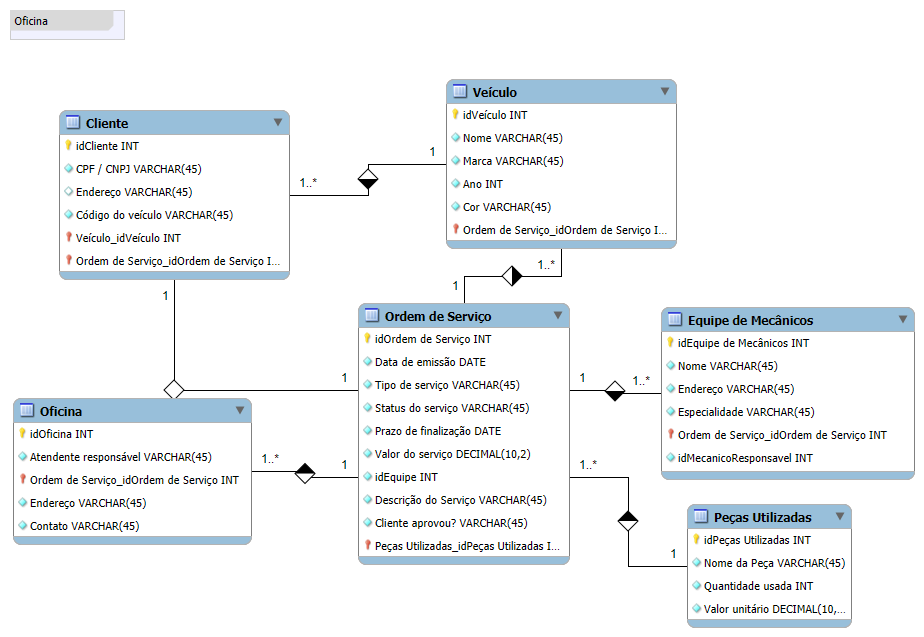 Oficina
Veículo
idVeículo INT
Nome VARCHAR(45)
Marca VARCHAR(45)
Ano INT
Cor VARCHAR(45)
Ordem de Serviço_idOrdem de Serviço I...
Cliente
idCliente INT
CPF / CNPJ VARCHAR(45)
Endereço VARCHAR(45)
Código do veículo VARCHAR(45)
Veículo_idVeículo INT
Ordem de Serviço_idOrdem de Serviço I...
1
1..*
1..*
1
1
Ordem de Serviço
idOrdem de Serviço INT
Data de emissão DATE
Tipo de serviço VARCHAR(45)
Status do serviço VARCHAR(45)
Prazo de finalização DATE
Valor do serviço DECIMAL(10,2)
idEquipe INT
Descrição do Serviço VARCHAR(45)
Cliente aprovou? VARCHAR(45)
Peças Utilizadas_idPeças Utilizadas I...
Equipe de Mecânicos
idEquipe de Mecânicos INT
Nome VARCHAR(45)
Endereço VARCHAR(45)
Especialidade VARCHAR(45)
Ordem de Serviço_idOrdem de Serviço INT
idMecanicoResponsavel INT
1
1
1..*
Oficina
idOficina INT
Atendente responsável VARCHAR(45)
Ordem de Serviço_idOrdem de Serviço INT
Endereço VARCHAR(45)
Contato VARCHAR(45)
1..*
1
1..*
1
Peças Utilizadas
idPeças Utilizadas INT
Nome da Peça VARCHAR(45)
Quantidade usada INT
Valor unitário DECIMAL(10,...